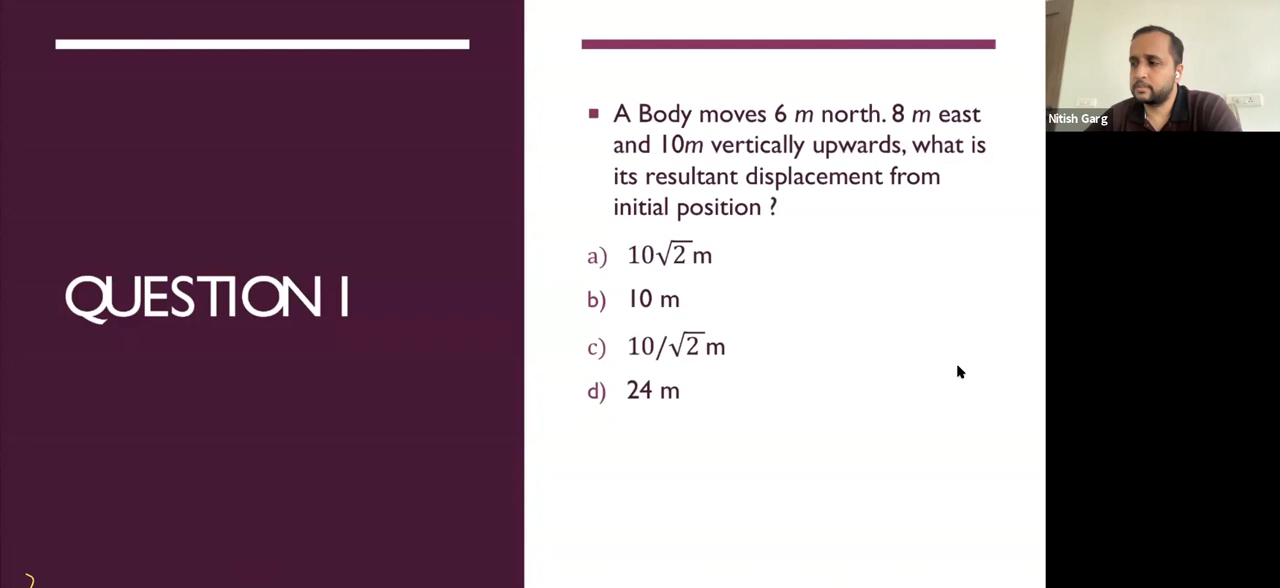 QUESTION 1
A Body moves 6 m north. 8 m east
and 10m vertically upwards, what is
its resultant displacement from
initial position ?
a) 10√2 m
b) 10 m
c) 10/√2 m
d) 24 m
Nitish Garg